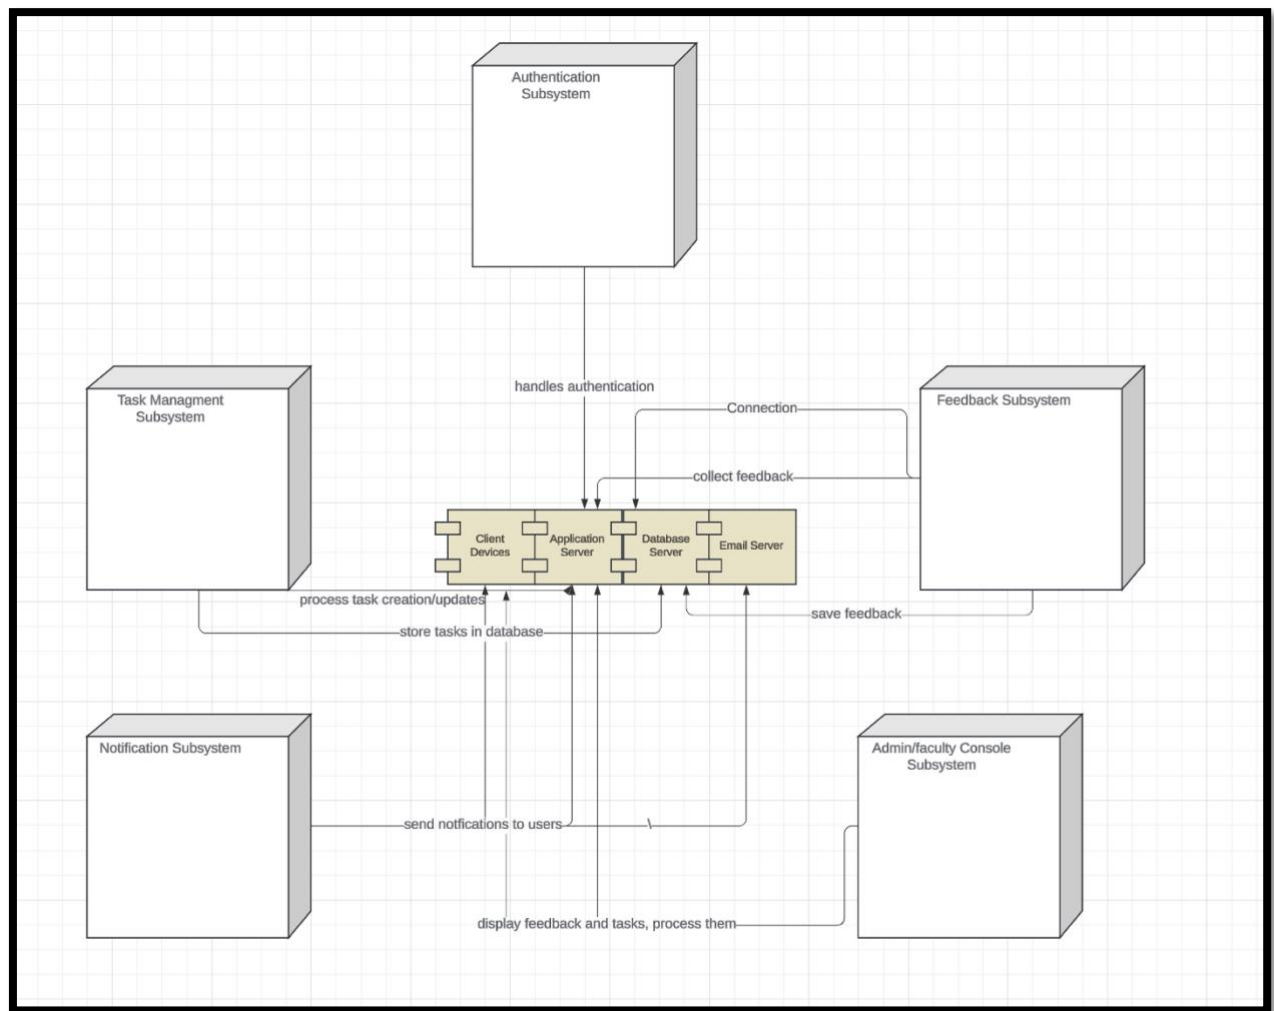 Authentication
Subsystem
handles authentication
Task Managment
Subsystem
Feedback Subsystem
Connection
collect feedback
Client
Devices
Application
Server
Database
Server
Email Server
process task creation/updates
save feedback
store tasks in database
Notification Subsystem
Admin/faculty Console
Subsystem
send notfications to users
\
display feedback and tasks, process them